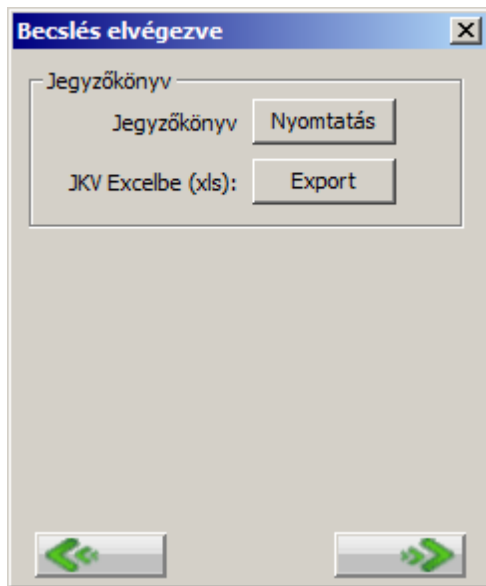 Becslés elvégezve
Jegyzőkönyv
Jegyzőkönyv Nyomtatás
JKV Excelbe (xls): Export